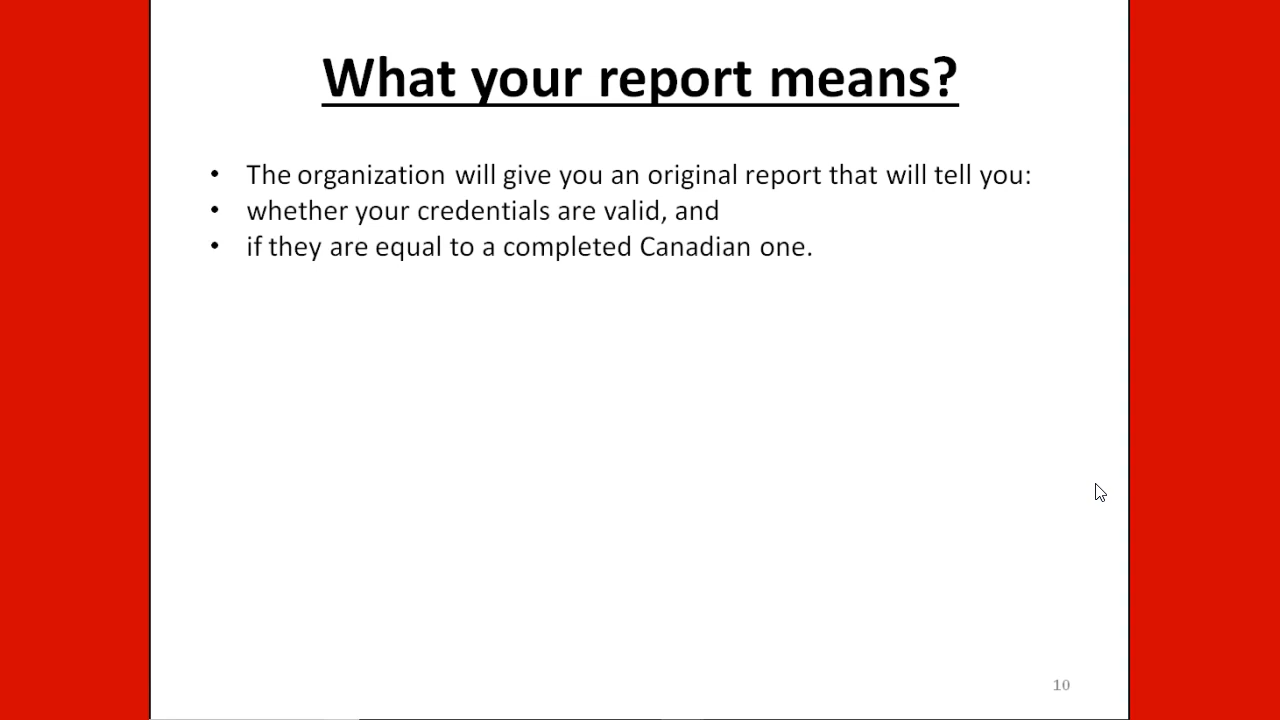 What your report means?
• The organization will give you an original report that will tell you:
• whether your credentials are valid, and
• if they are equal to a completed Canadian one.
10